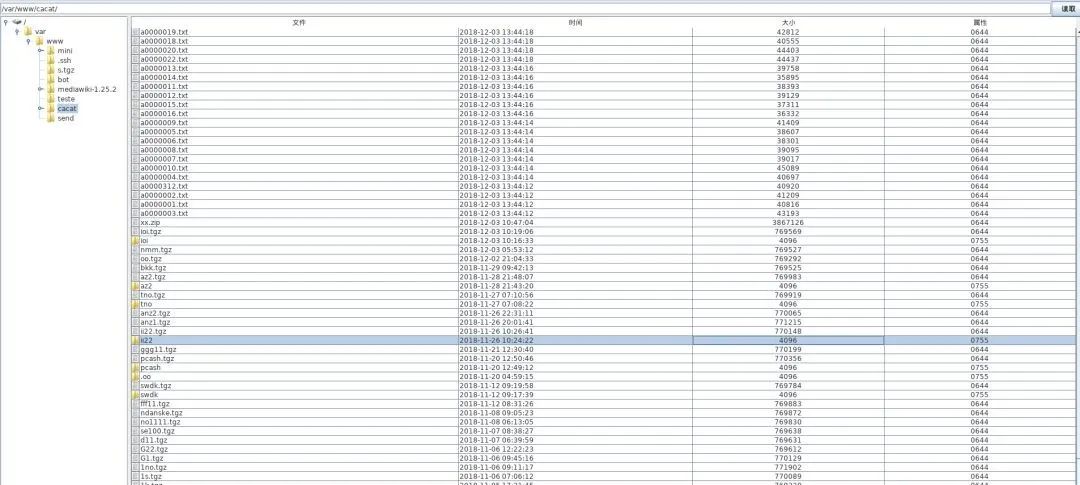 /var/www/cacat/ 读取
/
var
www
mini
.ssh
s.tgz
bot
mediawiki-1.25.2
teste
cacat
send
文件 时间 大小 属性
a0000019.txt 2018-12-03 13:44:18 42812 0644
a0000018.txt 2018-12-03 13:44:18 40555 0644
a0000020.txt 2018-12-03 13:44:18 44403 0644
a0000022.txt 2018-12-03 13:44:18 44437 0644
a0000013.txt 2018-12-03 13:44:16 39758 0644
a0000014.txt 2018-12-03 13:44:16 35895 0644
a0000011.txt 2018-12-03 13:44:16 38393 0644
a0000012.txt 2018-12-03 13:44:16 39129 0644
a0000015.txt 2018-12-03 13:44:16 37311 0644
a0000016.txt 2018-12-03 13:44:16 36332 0644
a0000009.txt 2018-12-03 13:44:14 41409 0644
a0000005.txt 2018-12-03 13:44:14 38607 0644
a0000006.txt 2018-12-03 13:44:14 38301 0644
a0000008.txt 2018-12-03 13:44:14 39095 0644
a0000007.txt 2018-12-03 13:44:14 39017 0644
a0000010.txt 2018-12-03 13:44:14 45089 0644
a0000004.txt 2018-12-03 13:44:14 40697 0644
a0000312.txt 2018-12-03 13:44:12 40920 0644
a0000002.txt 2018-12-03 13:44:12 41209 0644
a0000001.txt 2018-12-03 13:44:12 40816 0644
a0000003.txt 2018-12-03 13:44:12 43193 0644
xx.zip 2018-12-03 10:47:04 3867126 0644
ioi.tgz 2018-12-03 10:19:06 769569 0644
ioi 2018-12-03 10:16:33 4096 0755
nmm.tgz 2018-12-03 05:53:12 769527 0644
oo.tgz 2018-12-02 21:04:33 769292 0644
bkk.tgz 2018-11-29 09:42:13 769525 0644
az2.tgz 2018-11-28 21:48:07 769983 0644
az2 2018-11-28 21:43:20 4096 0755
tno.tgz 2018-11-27 07:10:56 769919 0644
tno 2018-11-27 07:08:22 4096 0755
anz2.tgz 2018-11-26 22:31:11 770065 0644
anz1.tgz 2018-11-26 20:01:41 771215 0644
ii22.tgz 2018-11-26 10:26:41 770148 0644
ii22 2018-11-26 10:24:22 4096 0755
ggg11.tgz 2018-11-21 12:30:40 770199 0644
pcash.tgz 2018-11-20 12:50:46 770356 0644
pcash 2018-11-20 12:49:12 4096 0755
.oo 2018-11-20 04:59:15 4096 0755
swdk.tgz 2018-11-12 09:19:58 769784 0644
swdk 2018-11-12 09:17:39 4096 0755
fff11.tgz 2018-11-12 08:31:26 769883 0644
ndanske.tgz 2018-11-08 09:05:23 769872 0644
no1111.tgz 2018-11-08 06:13:05 769830 0644
se100.tgz 2018-11-07 08:38:27 769638 0644
d11.tgz 2018-11-07 06:39:59 769631 0644
G22.tgz 2018-11-06 12:22:23 769612 0644
G1.tgz 2018-11-06 09:45:16 770129 0644
1no.tgz 2018-11-06 09:11:17 771902 0644
1s.tgz 2018-11-06 07:06:12 770089 0644